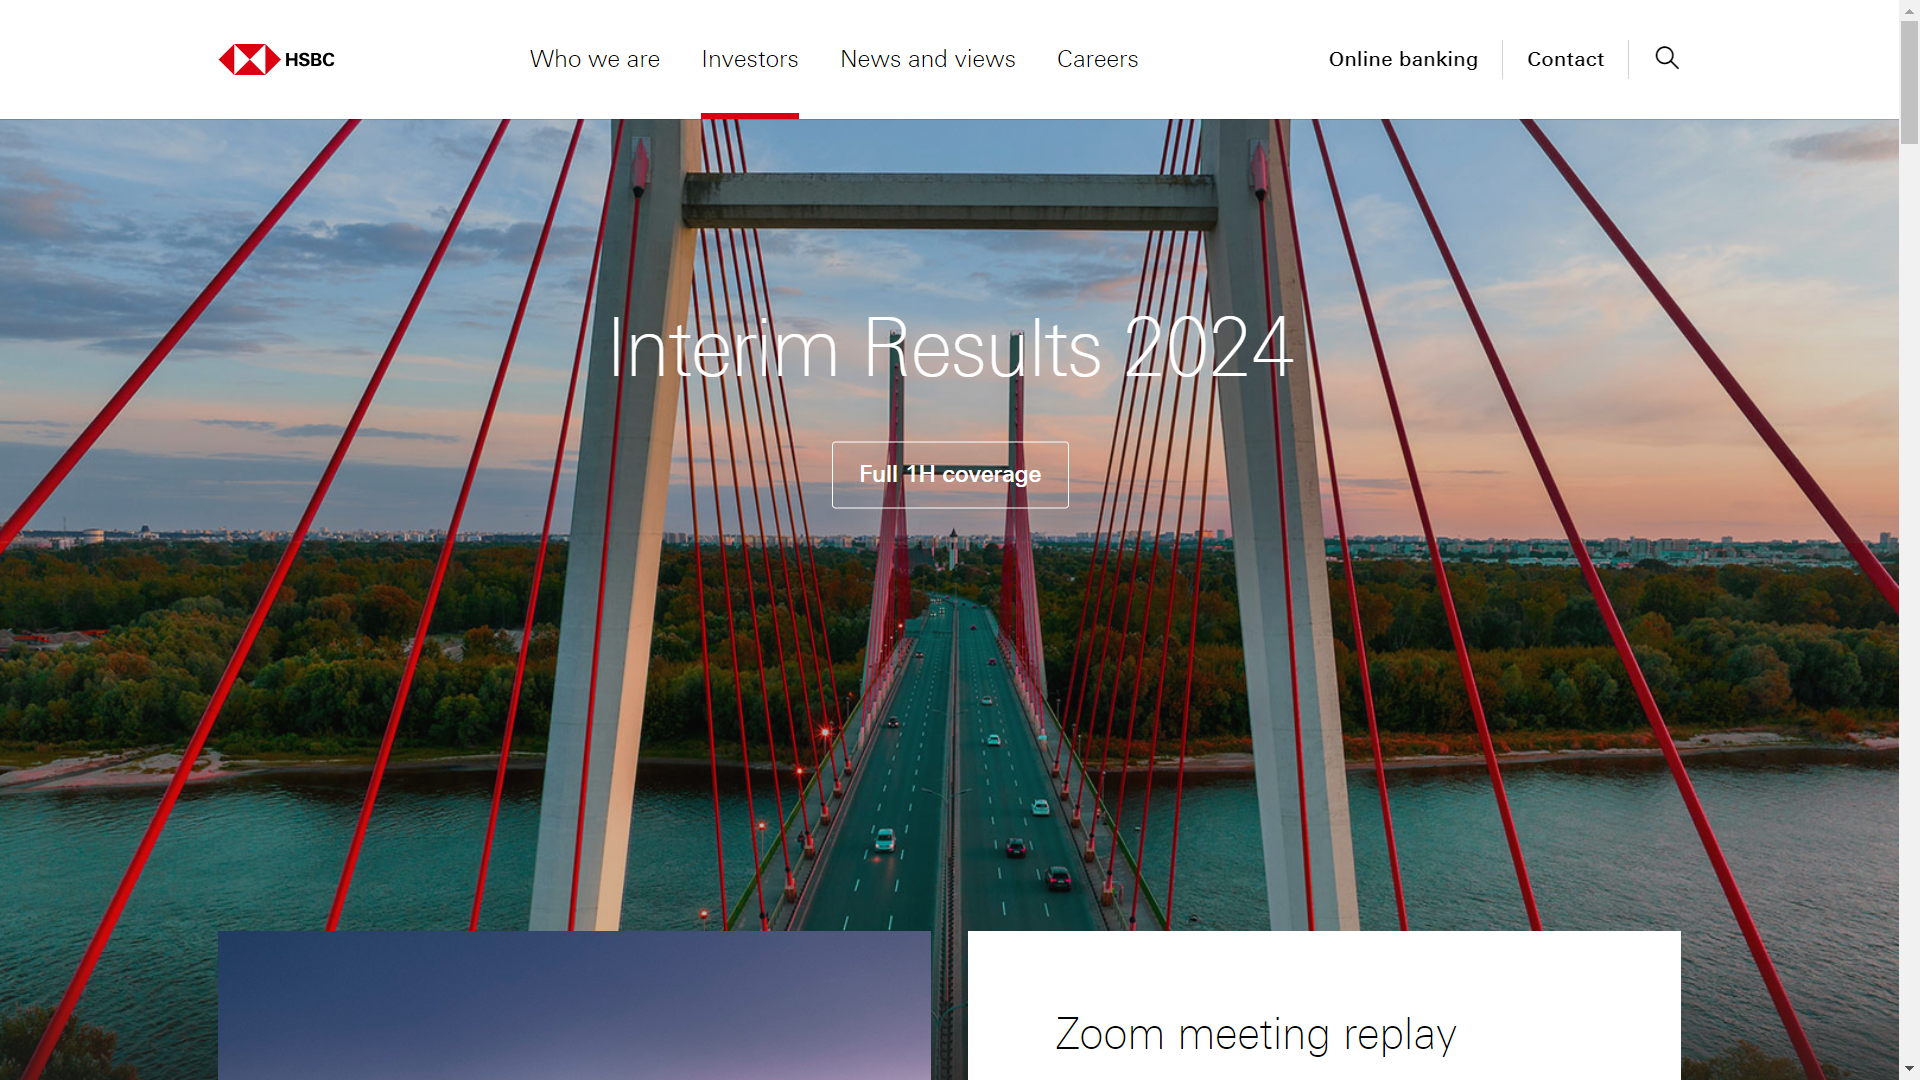 HSBC
Who we are
Investors
News and views
Careers
Online banking
Contact
Interim Results 2024
Full 1H coverage
Zoom meeting replay